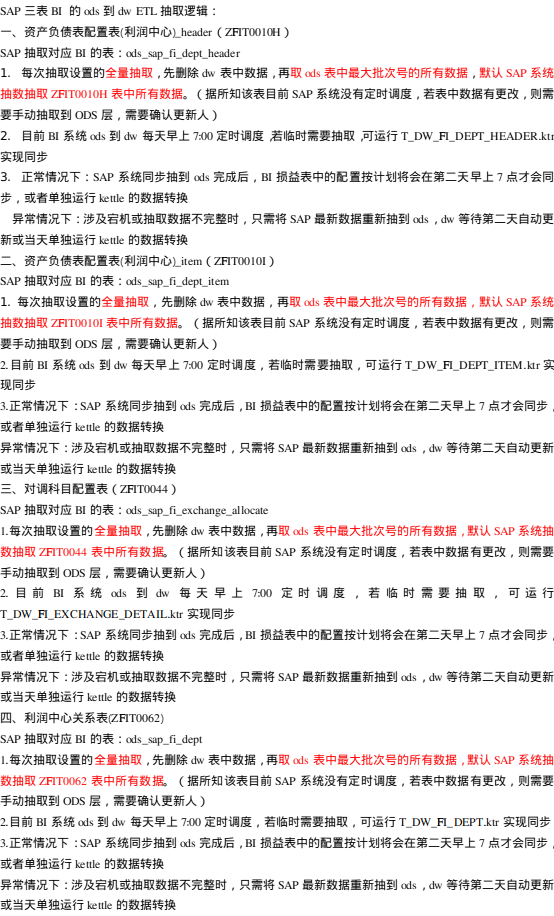 SAP 三表 BI 的 ods 到 dw ETL 抽取逻辑：
一、资产负债表配置表(利润中心)_header（ZFIT0010H）
SAP 抽取对应 BI 的表：ods_sap_fi_dept_header
1. 每次抽取设置的全量抽取，先删除 dw 表中数据，再取 ods 表中最大批次号的所有数据，默认 SAP 系统
抽数抽取 ZFIT0010H 表中所有数据。（据所知该表目前 SAP 系统没有定时调度，若表中数据有更改，则需
要手动抽取到 ODS 层，需要确认更新人）
2. 目前 BI 系统 ods 到 dw 每天早上 7:00 定时调度，若临时需要抽取，可运行 T_DW_FI_DEPT_HEADER.ktr
实现同步
3. 正常情况下：SAP 系统同步抽到 ods 完成后，BI 损益表中的配置按计划将会在第二天早上 7 点才会同
步，或者单独运行 kettle 的数据转换
异常情况下：涉及宕机或抽取数据不完整时，只需将 SAP 最新数据重新抽到 ods，dw 等待第二天自动更
新或当天单独运行 kettle 的数据转换
二、资产负债表配置表(利润中心)_item（ZFIT0010I）
SAP 抽取对应 BI 的表：ods_sap_fi_dept_item
1. 每次抽取设置的全量抽取，先删除 dw 表中数据，再取 ods 表中最大批次号的所有数据，默认 SAP 系统
抽数抽取 ZFIT0010I 表中所有数据。（据所知该表目前 SAP 系统没有定时调度，若表中数据有更改，则需
要手动抽取到 ODS 层，需要确认更新人）
2.目前 BI 系统 ods 到 dw 每天早上 7:00 定时调度，若临时需要抽取，可运行 T_DW_FI_DEPT_ITEM.ktr 实
现同步
3.正常情况下：SAP 系统同步抽到 ods 完成后，BI 损益表中的配置按计划将会在第二天早上 7 点才会同步，
或者单独运行 kettle 的数据转换
异常情况下：涉及宕机或抽取数据不完整时，只需将 SAP 最新数据重新抽到 ods，dw 等待第二天自动更新
或当天单独运行 kettle 的数据转换
三、对调科目配置表（ZFIT0044）
SAP 抽取对应 BI 的表：ods_sap_fi_exchange_allocate
1.每次抽取设置的全量抽取，先删除 dw 表中数据，再取 ods 表中最大批次号的所有数据，默认 SAP 系统抽
数抽取 ZFIT0044 表中所有数据。（据所知该表目前 SAP 系统没有定时调度，若表中数据有更改，则需要
手动抽取到 ODS 层，需要确认更新人）
2. 目前 BI 系统 ods 到 dw 每天早上 7:00 定时调度，若临时需要抽取，可运行
T_DW_FI_EXCHANGE_DETAIL.ktr 实现同步
3.正常情况下：SAP 系统同步抽到 ods 完成后，BI 损益表中的配置按计划将会在第二天早上 7 点才会同步，
或者单独运行 kettle 的数据转换
异常情况下：涉及宕机或抽取数据不完整时，只需将 SAP 最新数据重新抽到 ods，dw 等待第二天自动更新
或当天单独运行 kettle 的数据转换
四、利润中心关系表(ZFIT0062)
SAP 抽取对应 BI 的表：ods_sap_fi_dept
1.每次抽取设置的全量抽取，先删除 dw 表中数据，再取 ods 表中最大批次号的所有数据，默认 SAP 系统抽
数抽取 ZFIT0062 表中所有数据。（据所知该表目前 SAP 系统没有定时调度，若表中数据有更改，则需要
手动抽取到 ODS 层，需要确认更新人）
2.目前 BI 系统 ods 到 dw 每天早上 7:00 定时调度，若临时需要抽取，可运行 T_DW_FI_DEPT.ktr 实现同步
3.正常情况下：SAP 系统同步抽到 ods 完成后，BI 损益表中的配置按计划将会在第二天早上 7 点才会同步，
或者单独运行 kettle 的数据转换
异常情况下：涉及宕机或抽取数据不完整时，只需将 SAP 最新数据重新抽到 ods，dw 等待第二天自动更新
或当天单独运行 kettle 的数据转换